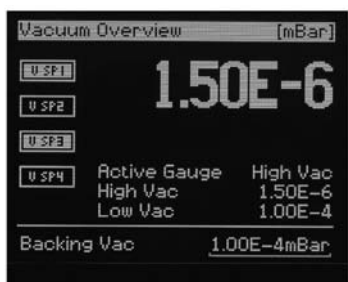 Vacuum Overview [mBar]
V SP1
1.50E-6
V SP2
V SP3
V SP4
Active Gauge High Vac
High Vac 1.50E-6
Low Vac 1.00E-4
Backing Vac 1.00E-4mBar